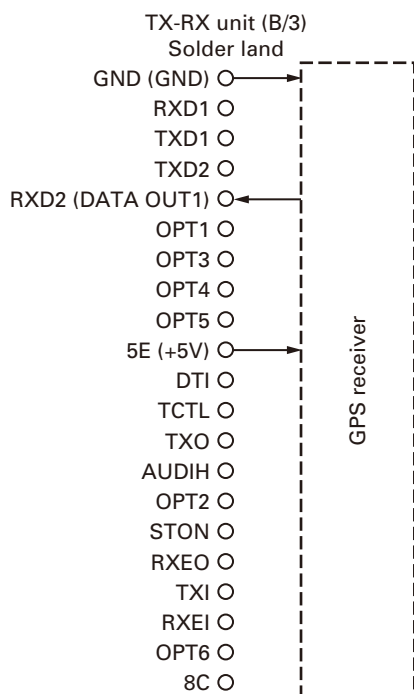 TX-RX unit (B/3)
Solder land
GND (GND)
RXD1
TXD1
TXD2
RXD2 (DATA OUT1)
OPT1
OPT3
OPT4
OPT5
5E (+5V)
DTI
TCTL
TXO
AUDIH
OPT2
STON
RXEO
TXI
RXEI
OPT6
8C
GPS receiver